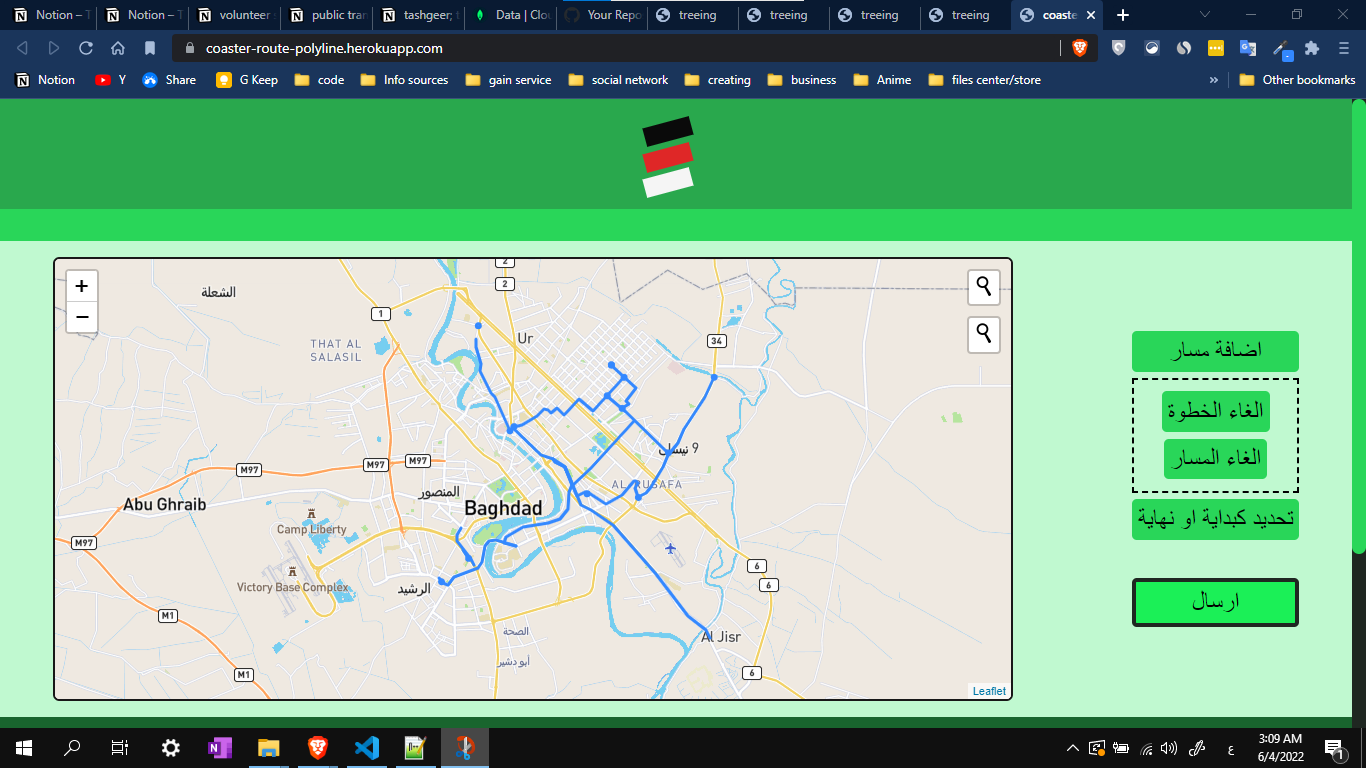 Notion – T
Notion – T
volunteer
public tran
tashgeer; t
Data | Clou
Your Repo
treeing
treeing
treeing
treeing
coaste
coaster-route-polyline.herokuapp.com
Notion
Y
Share
G Keep
code
Info sources
gain service
social network
creating
business
Anime
files center/store
»
Other bookmarks
+
−
الشعلة
2
2
1
34
THAT AL
SALASIL
Ur
اضافة مسار
الغاء الخطوة
الغاء المسار
تحديد كبداية او نهاية
ارسال
9 نيسان
M97
M97
M97
AL RUSAFA
المنصور
Abu Ghraib
Baghdad
Camp Liberty
M97
6
6
Victory Base Complex
الرشيد
M1
الصحة
Al Jisr
أبو دشير
M1
6
Leaflet
ع
3:09 AM
6/4/2022
1